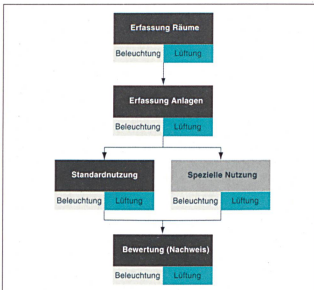 Erfassung Räume
Beleuchtung Lüftung
Erfassung Anlagen
Beleuchtung Lüftung
Standardnutzung Spezielle Nutzung
Beleuchtung Lüftung Beleuchtung Lüftung
Bewertung (Nachweis)
Beleuchtung Lüftung